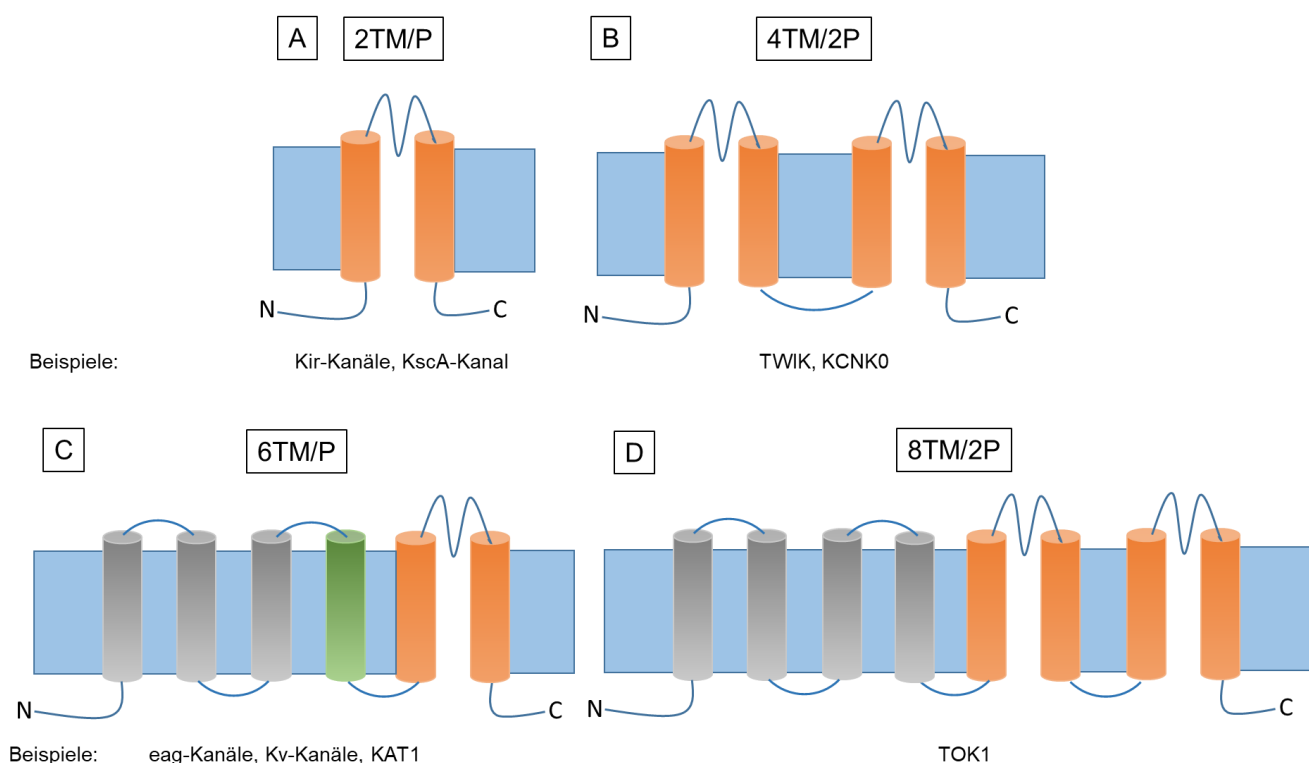 A 2TM/P
B 4TM/2P
N C
N C
Beispiele: Kir-Kanäle, KscA-Kanal
TWIK, KCNK0
C 6TM/P
D 8TM/2P
N C
N C
Beispiele: eag-Kanäle, Kv-Kanäle, KAT1
TOK1